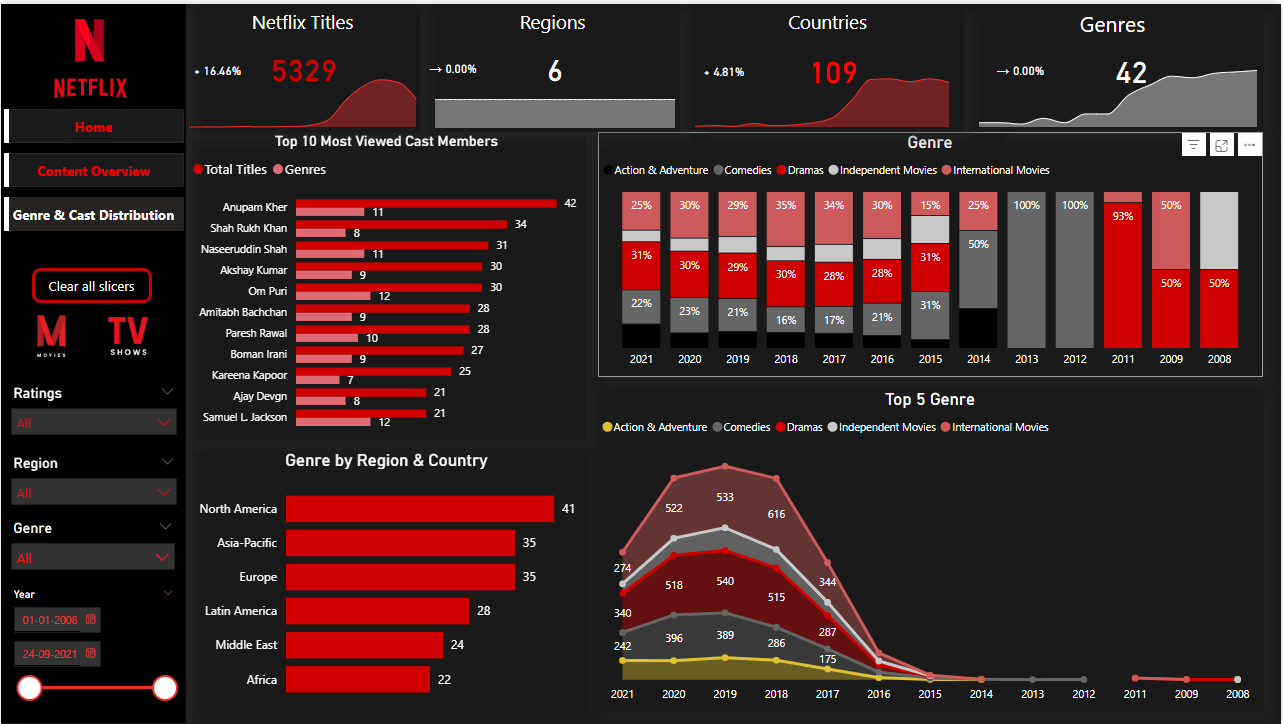 NETFLIX
Home
Content Overview
Genre & Cast Distribution
Clear all slicers
M
MOVIES
TV
SHOWS
Ratings
All
Region
All
Genre
All
Year
01-01-2008
24-09-2021
Netflix Titles
+ 16.46%
5329
Regions
→ 0.00%
6
Countries
+ 4.81%
109
Genres
→ 0.00%
42
Top 10 Most Viewed Cast Members
Total Titles Genres
Anupam Kher 42 11
Shah Rukh Khan 34 8
Naseeruddin Shah 31 11
Akshay Kumar 30 9
Om Puri 30 12
Amitabh Bachchan 28 9
Paresh Rawal 28 10
Boman Irani 27 9
Kareena Kapoor 25 7
Ajay Devgn 21 8
Samuel L. Jackson 21 12
Genre by Region & Country
North America 41
Asia-Pacific 35
Europe 35
Latin America 28
Middle East 24
Africa 22
Genre
Action & Adventure Comedies Dramas Independent Movies International Movies
25% 30% 29% 35% 34% 30% 15% 25% 100% 100% 93% 50%
31% 30% 29% 30% 28% 28% 31% 50% 50% 50%
22% 23% 21% 16% 17% 21% 31%
2021 2020 2019 2018 2017 2016 2015 2014 2013 2012 2011 2009 2008
Top 5 Genre
Action & Adventure Comedies Dramas Independent Movies International Movies
274 522 533 616 344
340 518 540 515 287
242 396 389 286 175
2021 2020 2019 2018 2017 2016 2015 2014 2013 2012 2011 2009 2008